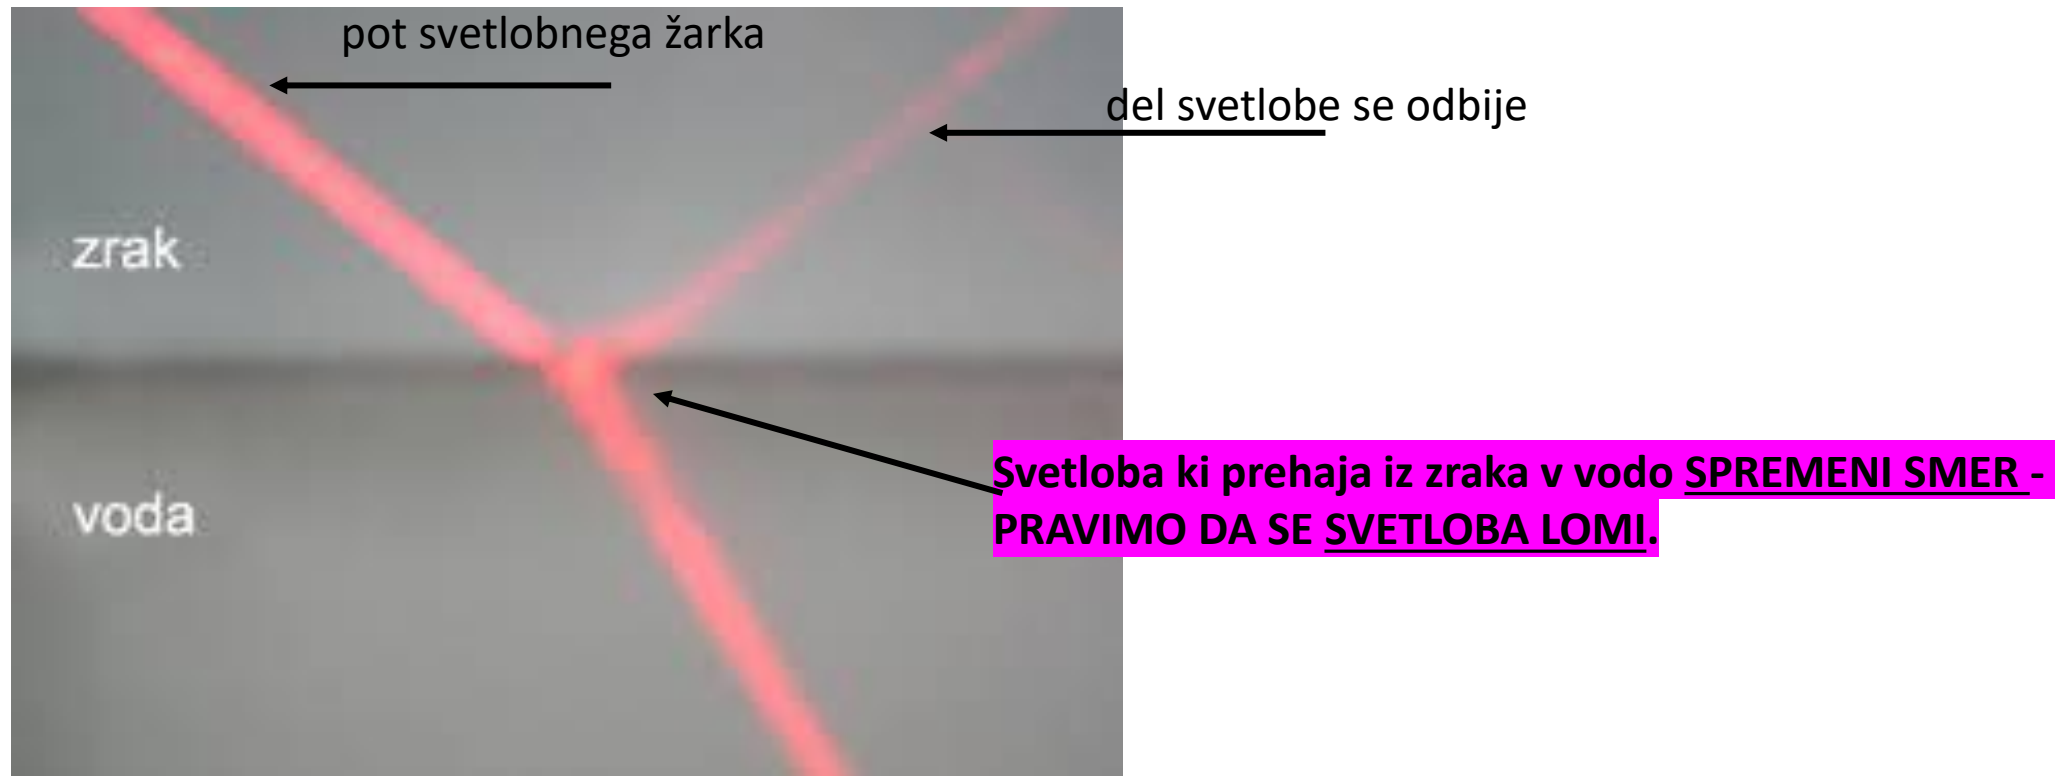 pot svetlobnega žarka
del svetlobe se odbije
zrak
Svetloba ki prehaja iz zraka v vodo SPREMENI SMER -
PRAVIMO DA SE SVETLOBA LOMI.
voda